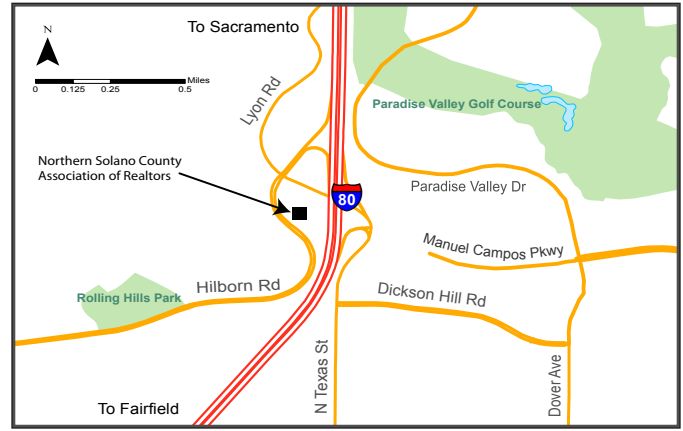 To Sacramento
N
Miles
0 0.125 0.25 0.5
Lyon Rd
Paradise Valley Golf Course
Northern Solano County
Association of Realtors
80
Paradise Valley Dr
Manuel Campos Pkwy
Rolling Hills Park
Hilborn Rd
Dickson Hill Rd
N Texas St
Dover Ave
To Fairfield